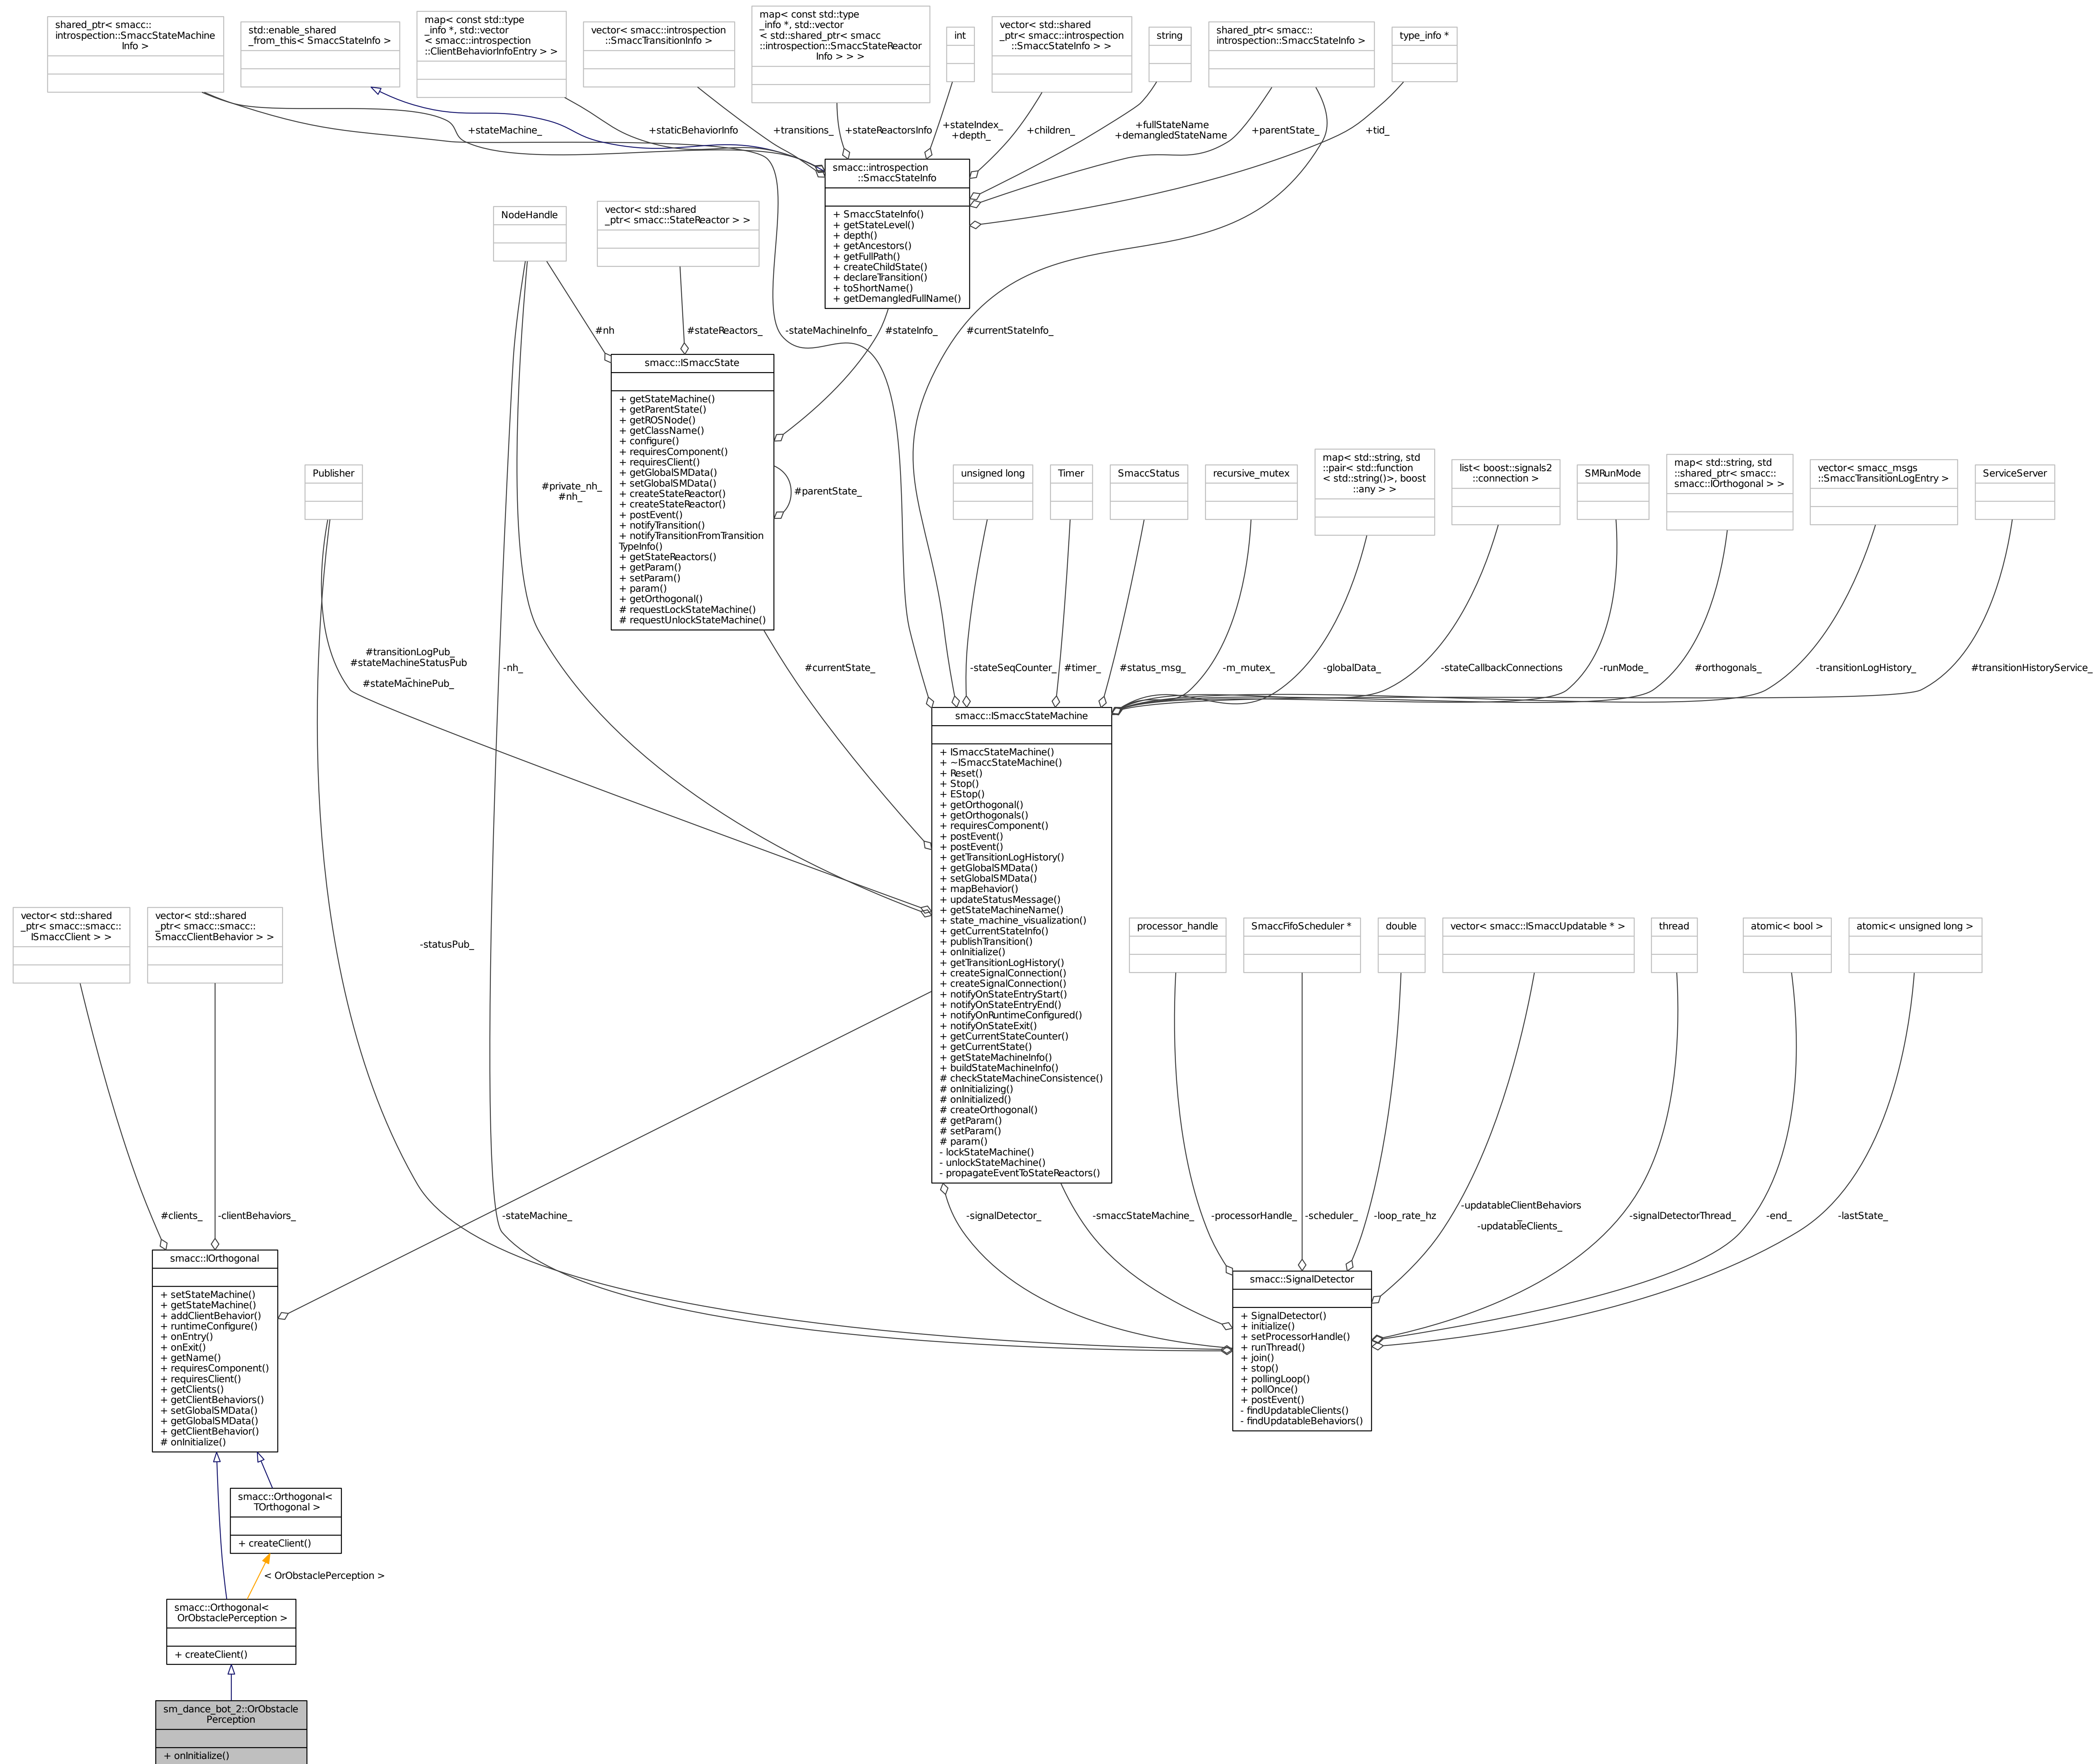 shared_ptr< smacc::
introspection::SmaccStateMachine
Info >
std::enable_shared
_from_this< SmaccStateInfo >
map< const std::type
_info *, std::vector
< smacc::introspection
::ClientBehaviorInfoEntry > >
vector< smacc::introspection
::SmaccTransitionInfo >
map< const std::type
_info *, std::vector
< std::shared_ptr< smacc
::introspection::SmaccStateReactor
Info > > >
int
vector< std::shared
_ptr< smacc::introspection
::SmaccStateInfo > >
string
shared_ptr< smacc::
introspection::SmaccStateInfo >
type_info *
+stateMachine_
+staticBehaviorInfo
+transitions_
+stateReactorsInfo
+stateIndex_
+depth_
+children_
+fullStateName
+demangledStateName
+parentState_
+tid_
smacc::introspection
::SmaccStateInfo
+ SmaccStateInfo()
+ getStateLevel()
+ depth()
+ getAncestors()
+ getFullPath()
+ createChildState()
+ declareTransition()
+ toShortName()
+ getDemangledFullName()
NodeHandle
vector< std::shared
_ptr< smacc::StateReactor > >
#nh
#stateReactors_
-stateMachineInfo_
#stateInfo_
#currentStateInfo_
smacc::ISmaccState
+ getStateMachine()
+ getParentState()
+ getROSNode()
+ getClassName()
+ configure()
+ requiresComponent()
+ requiresClient()
+ getGlobalSMData()
+ setGlobalSMData()
+ createStateReactor()
+ createStateReactor()
+ postEvent()
+ notifyTransition()
+ notifyTransitionFromTransition
TypeInfo()
+ getStateReactors()
+ getParam()
+ setParam()
+ param()
+ getOrthogonal()
# requestLockStateMachine()
# requestUnlockStateMachine()
#parentState_
Publisher
#private_nh_
#nh_
unsigned long
Timer
SmaccStatus
recursive_mutex
map< std::string, std
::pair< std::function
< std::string()>, boost
::any > >
list< boost::signals2
::connection >
SMRunMode
map< std::string, std
::shared_ptr< smacc::
smacc::IOrthogonal > >
vector< smacc_msgs
::SmaccTransitionLogEntry >
ServiceServer
#transitionLogPub_
#stateMachineStatusPub
_
#stateMachinePub_
-nh_
#currentState_
-stateSeqCounter_
#timer_
#status_msg_
-m_mutex_
-globalData_
-stateCallbackConnections
-runMode_
#orthogonals_
-transitionLogHistory_
#transitionHistoryService_
smacc::ISmaccStateMachine
+ ISmaccStateMachine()
+ ~ISmaccStateMachine()
+ Reset()
+ Stop()
+ EStop()
+ getOrthogonal()
+ getOrthogonals()
+ requiresComponent()
+ postEvent()
+ postEvent()
+ getTransitionLogHistory()
+ getGlobalSMData()
+ setGlobalSMData()
+ mapBehavior()
+ updateStatusMessage()
+ getStateMachineName()
+ state_machine_visualization()
+ getCurrentStateInfo()
+ publishTransition()
+ onInitialize()
+ getTransitionLogHistory()
+ createSignalConnection()
+ createSignalConnection()
+ notifyOnStateEntryStart()
+ notifyOnStateEntryEnd()
+ notifyOnRuntimeConfigured()
+ notifyOnStateExit()
+ getCurrentStateCounter()
+ getCurrentState()
+ getStateMachineInfo()
+ buildStateMachineInfo()
# checkStateMachineConsistence()
# onInitializing()
# onInitialized()
# createOrthogonal()
# getParam()
# setParam()
# param()
- lockStateMachine()
- unlockStateMachine()
- propagateEventToStateReactors()
vector< std::shared
_ptr< smacc::smacc::
ISmaccClient > >
vector< std::shared
_ptr< smacc::smacc::
SmaccClientBehavior > >
-statusPub_
processor_handle
SmaccFifoScheduler *
double
vector< smacc::ISmaccUpdatable * >
thread
atomic< bool >
atomic< unsigned long >
#clients_
-clientBehaviors_
-stateMachine_
-signalDetector_
-smaccStateMachine_
-processorHandle_
-scheduler_
-loop_rate_hz
-updatableClientBehaviors
_
-updatableClients_
-signalDetectorThread_
-end_
-lastState_
smacc::IOrthogonal
+ setStateMachine()
+ getStateMachine()
+ addClientBehavior()
+ runtimeConfigure()
+ onEntry()
+ onExit()
+ getName()
+ requiresComponent()
+ requiresClient()
+ getClients()
+ getClientBehaviors()
+ setGlobalSMData()
+ getGlobalSMData()
+ getClientBehavior()
# onInitialize()
smacc::SignalDetector
+ SignalDetector()
+ initialize()
+ setProcessorHandle()
+ runThread()
+ join()
+ stop()
+ pollingLoop()
+ pollOnce()
+ postEvent()
- findUpdatableClients()
- findUpdatableBehaviors()
smacc::Orthogonal<
TOrthogonal >
+ createClient()
< OrObstaclePerception >
smacc::Orthogonal<
OrObstaclePerception >
+ createClient()
sm_dance_bot_2::OrObstacle
Perception
+ onInitialize()